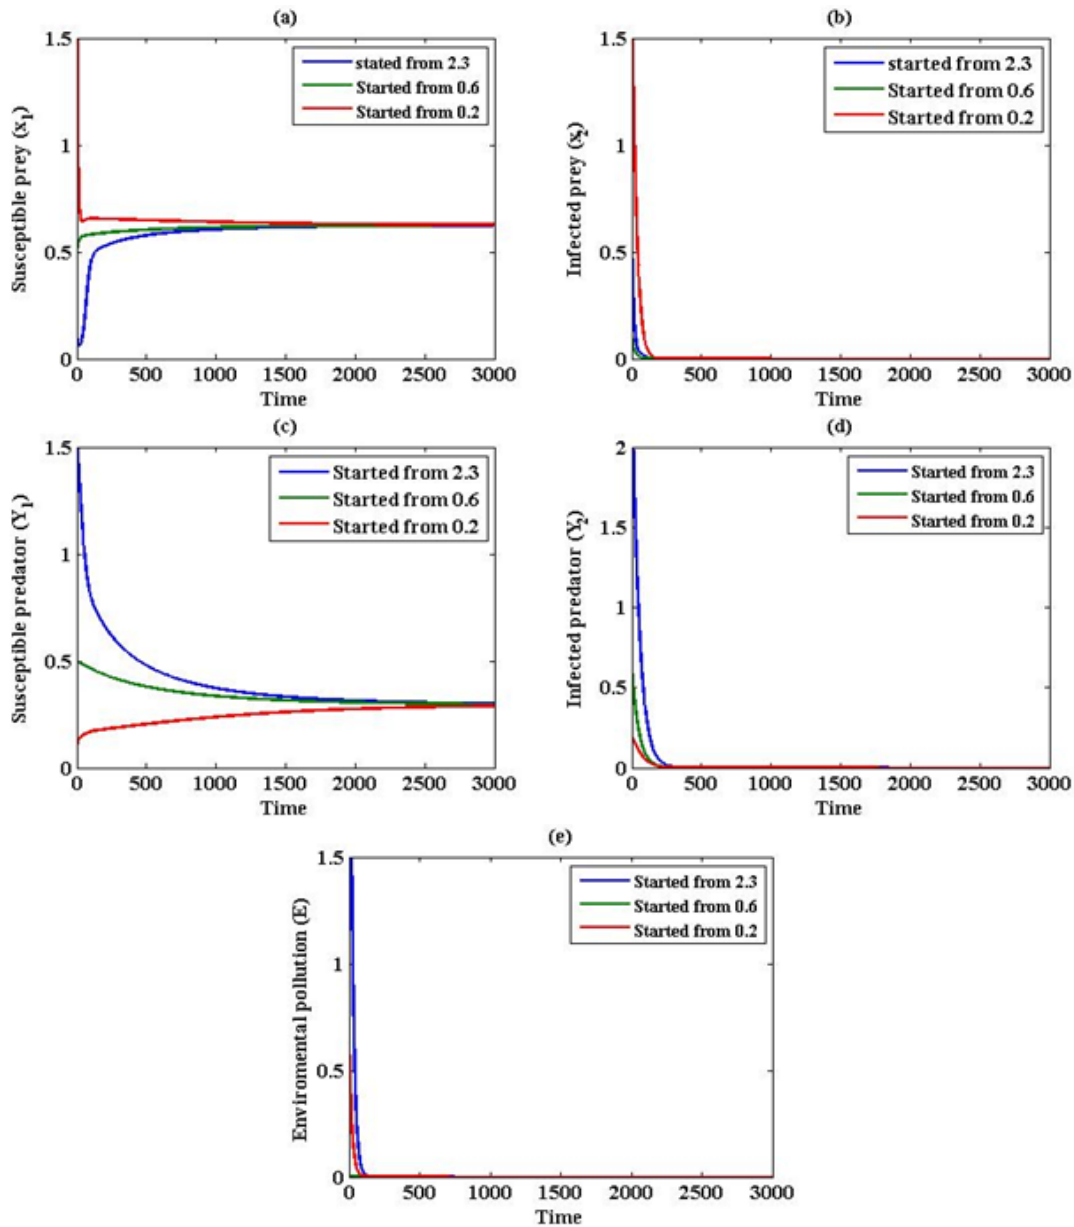 (a)
1.5
1
0.5
0
0 500 1000 1500 2000 2500 3000
Time
Susceptible prey (x1)
stated from 2.3
Started from 0.6
Started from 0.2
(b)
1.5
1
0.5
0
0 500 1000 1500 2000 2500 3000
Time
Infected prey (x2)
started from 2.3
Started from 0.6
Started from 0.2
(c)
1.5
1
0.5
0
0 500 1000 1500 2000 2500 3000
Time
Susceptible predator (Y1)
Started from 2.3
Started from 0.6
Started from 0.2
(d)
2
1.5
1
0.5
0
0 500 1000 1500 2000 2500 3000
Time
Infected predator (Y2)
Started from 2.3
Started from 0.6
Started from 0.2
(e)
1.5
1
0.5
0
0 500 1000 1500 2000 2500 3000
Time
Enviromental pollution (E)
Started from 2.3
Started from 0.6
Started from 0.2